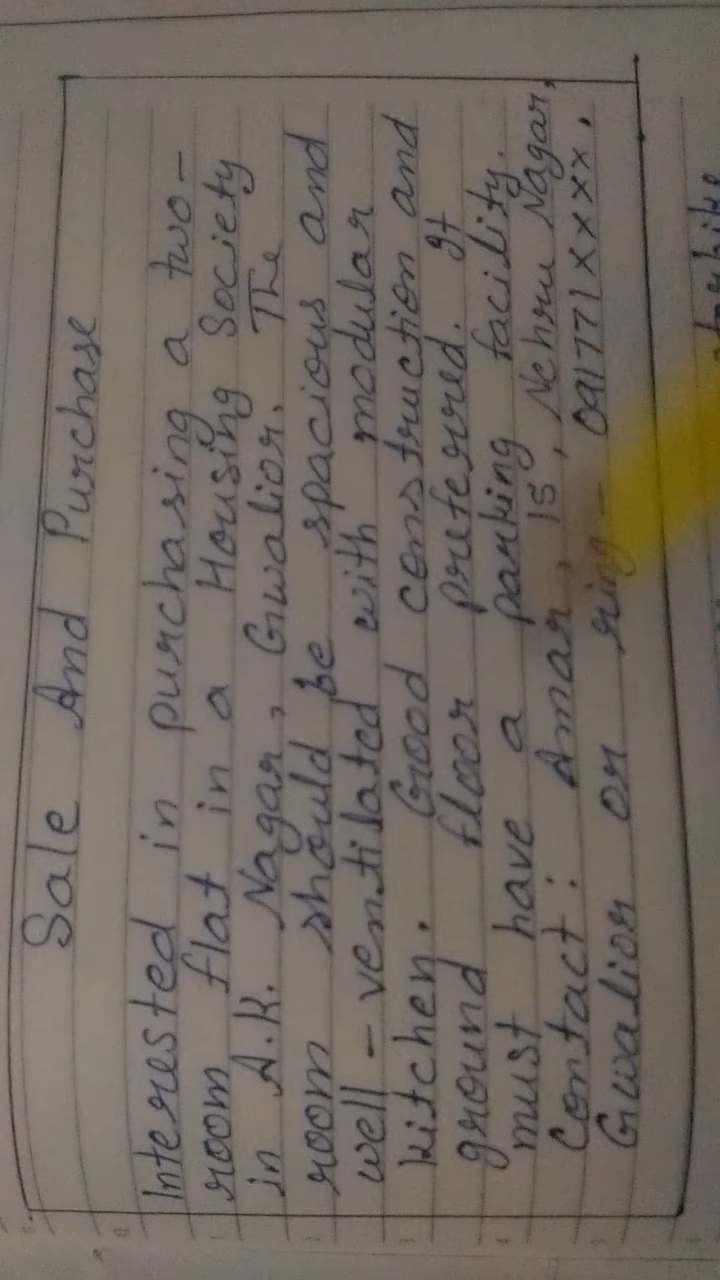 Sale And Purchase
Interested in purchasing a two-
room flat in a Housing Society
in A.K. Nagar, Gwalior. The
room should be spacious and
well-ventilated with modular
kitchen. Good construction and
ground floor preferred. It
must have a parking facility.
Contact: Amar, 15, Nehru Nagar,
Gwalior or ring- 091771xxxx.